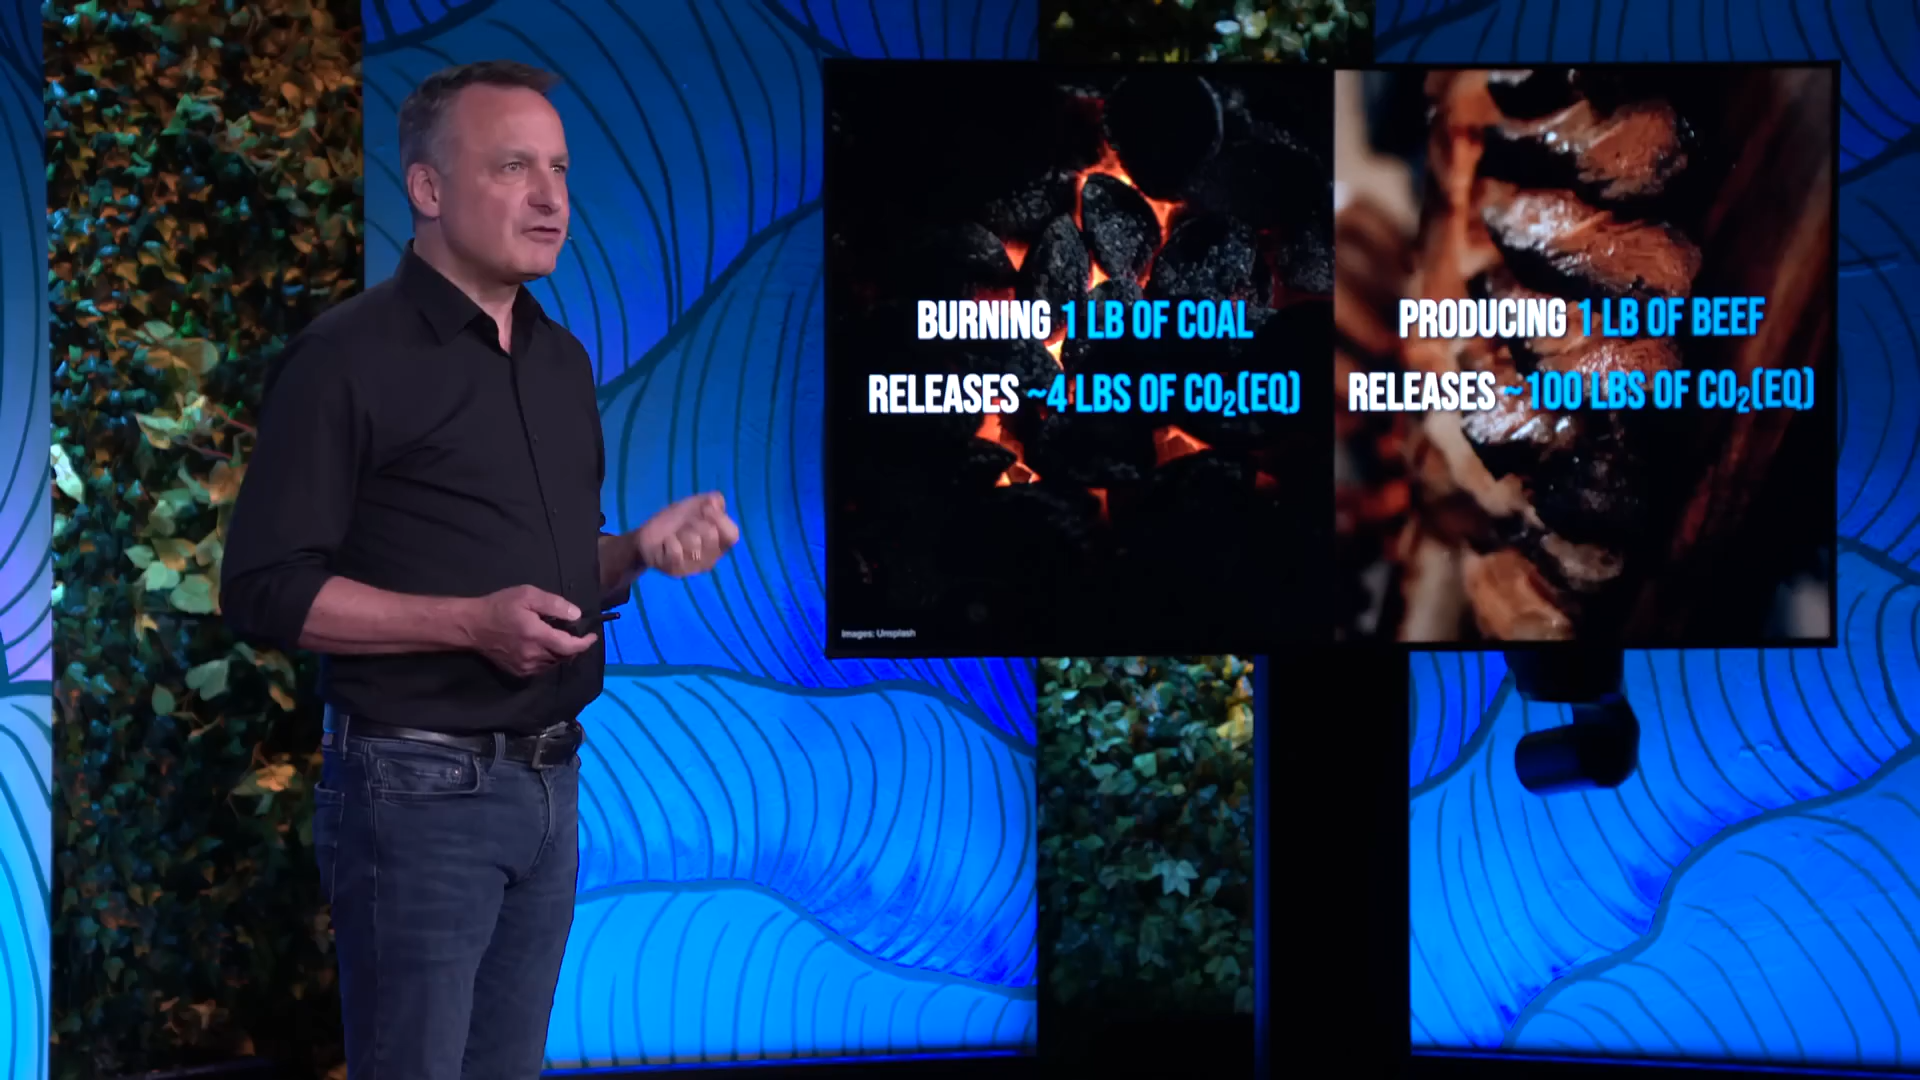 BURNING 1 LB OF COAL
RELEASES ~4 LBS OF CO₂(EQ)
PRODUCING 1 LB OF BEEF
RELEASES ~100 LBS OF CO₂(EQ)
Images: Unsplash